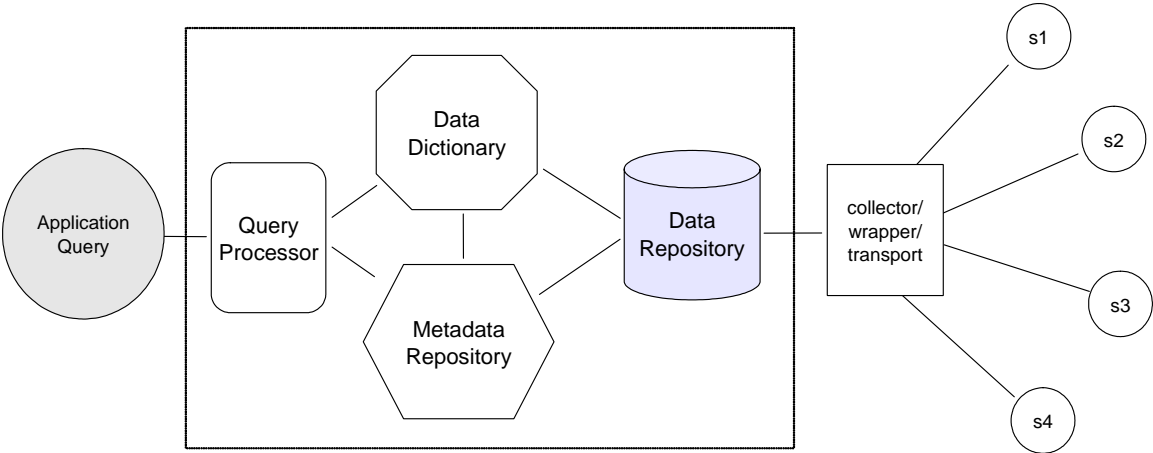 Application
Query
Query
Processor
Data
Dictionary
Metadata
Repository
Data
Repository
collector/
wrapper/
transport
s1
s2
s3
s4